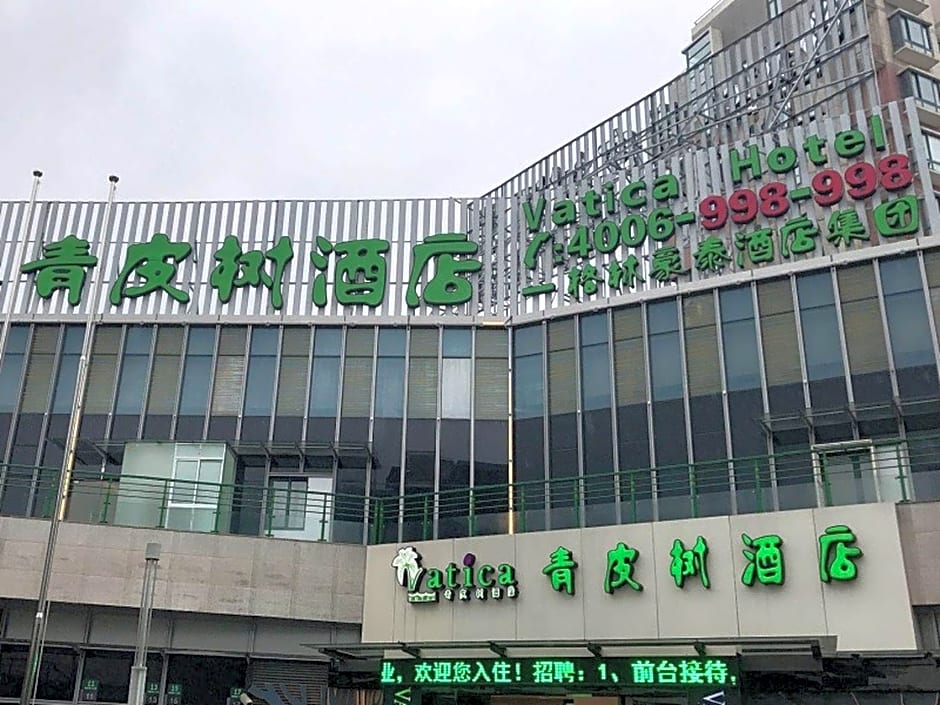 青皮树酒店
Vatica Hotel
:4006-998-998
—格林豪泰酒店集团
Vatica 青皮树酒店
业，欢迎您入住！招聘：1、前台接待，